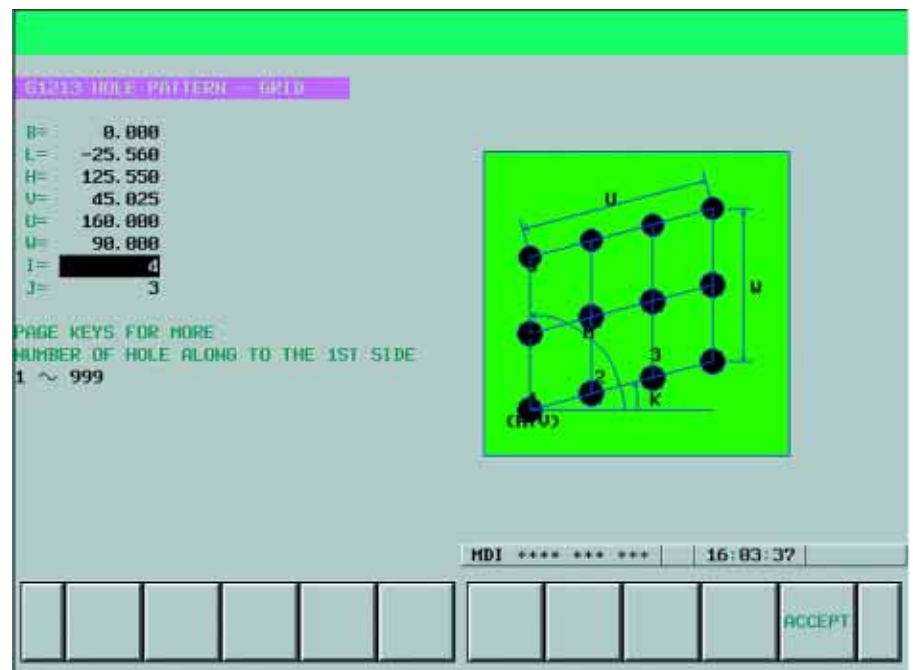 G1213 HOLE PATTERN - GRID
B= 0.000
L= -25.560
H= 125.550
V= 45.025
U= 160.000
W= 90.000
I= 4
J= 3
PAGE KEYS FOR MORE
NUMBER OF HOLE ALONG TO THE 1ST SIDE
1 ~ 999
U
W
3
2
K
MDI **** *** ***
16:03:37
ACCEPT